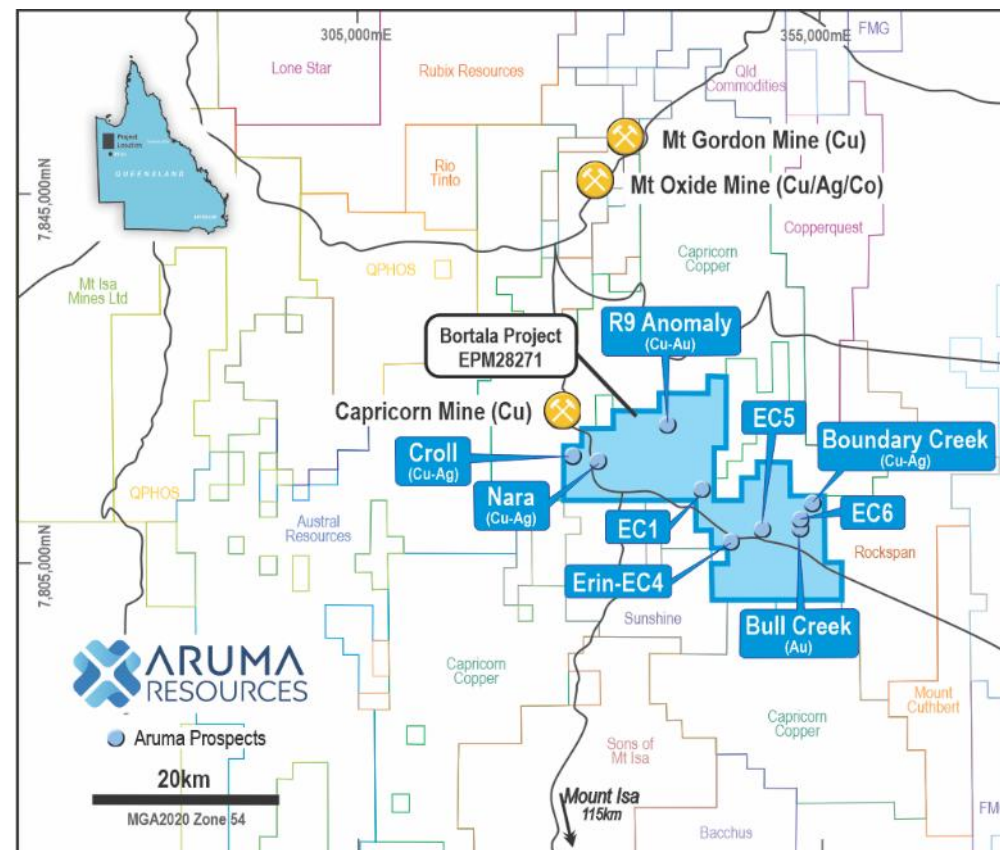 305,000mE
355,000mE
FMG
Lone Star
Rubix Resources
Qld
Commodities
Mt Gordon Mine (Cu)
Rio
Tinto
Mt Oxide Mine (Cu/Ag/Co)
Project
Location
QUEENSLAND
7,845,000mN
Copperquest
Capricorn
Copper
QPHOS
Mt Isa
Mines Ltd
R9 Anomaly
(Cu-Au)
Bortala Project
EPM28271
Capricorn Mine (Cu)
EC5
Boundary Creek
(Cu-Ag)
Croll
(Cu-Ag)
Nara
(Cu-Ag)
QPHOS
EC1
EC6
Austral
Resources
Rockspan
Erin-EC4
7,805,000mN
Sunshine
Bull Creek
(Au)
ARUMA
RESOURCES
Capricorn
Copper
Mount
Cuthbert
Capricorn
Copper
Aruma Prospects
Sons of
Mt Isa
20km
MGA2020 Zone 54
Mount Isa
115km
Bacchus
FM